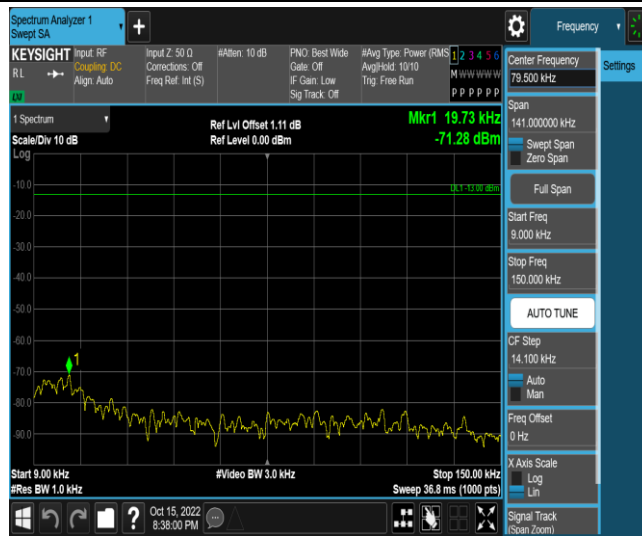 Spectrum Analyzer 1
Swept SA
+
Frequency
KEYSIGHT
RL
Input: RF
Coupling: DC
Align: Auto
Input Z: 50 Ω
Corrections: Off
Freq Ref: Int (S)
#Atten: 10 dB
PNO: Best Wide
Gate: Off
IF Gain: Low
Sig Track: Off
#Avg Type: Power (RMS
Avg|Hold: 10/10
Trig: Free Run
1 2 3 4 5 6
M W W W W W
P P P P P P
LXI
1 Spectrum
Scale/Div 10 dB
Log
Ref Lvl Offset 1.11 dB
Ref Level 0.00 dBm
Mkr1 19.73 kHz
-71.28 dBm
DL1 -13.00 dBm
-10.0
-20.0
-30.0
-40.0
-50.0
-60.0
-70.0
-80.0
-90.0
1
Start 9.00 kHz
#Res BW 1.0 kHz
#Video BW 3.0 kHz
Stop 150.00 kHz
Sweep 36.8 ms (1000 pts)
?
Oct 15, 2022
8:38:00 PM
Center Frequency
79.500 kHz
Settings
Span
141.000000 kHz
Swept Span
Zero Span
Full Span
Start Freq
9.000 kHz
Stop Freq
150.000 kHz
AUTO TUNE
CF Step
14.100 kHz
Auto
Man
Freq Offset
0 Hz
X Axis Scale
Log
Lin
Signal Track
(Span Zoom)